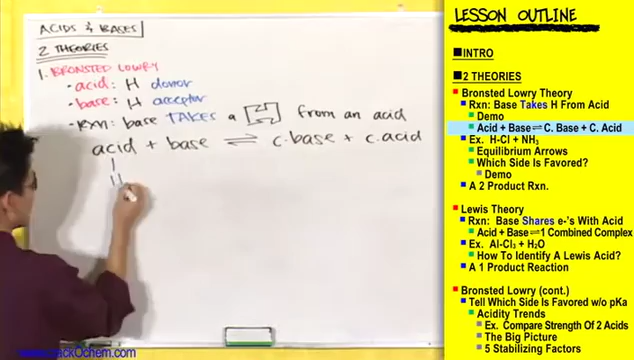 ACIDS & BASES
2 THEORIES
1. BRONSTED LOWRY
• acid: H donor
• base: H acceptor
• Rxn: base TAKES a [H] from an acid
acid + base ⇌ c.base + c.acid
H
LESSON OUTLINE
INTRO
2 THEORIES
Bronsted Lowry Theory
Rxn: Base Takes H From Acid
Demo
Acid + Base ⇌ C. Base + C. Acid
Ex. H-Cl + NH3
Equilibrium Arrows
Which Side Is Favored?
Demo
A 2 Product Rxn.
Lewis Theory
Rxn: Base Shares e-'s With Acid
Acid + Base ⇌ 1 Combined Complex
Ex. Al-Cl3 + H2O
How To Identify A Lewis Acid?
A 1 Product Reaction
Bronsted Lowry (cont.)
Tell Which Side Is Favored w/o pKa
Acidity Trends
Ex. Compare Strength Of 2 Acids
The Big Picture
5 Stabilizing Factors